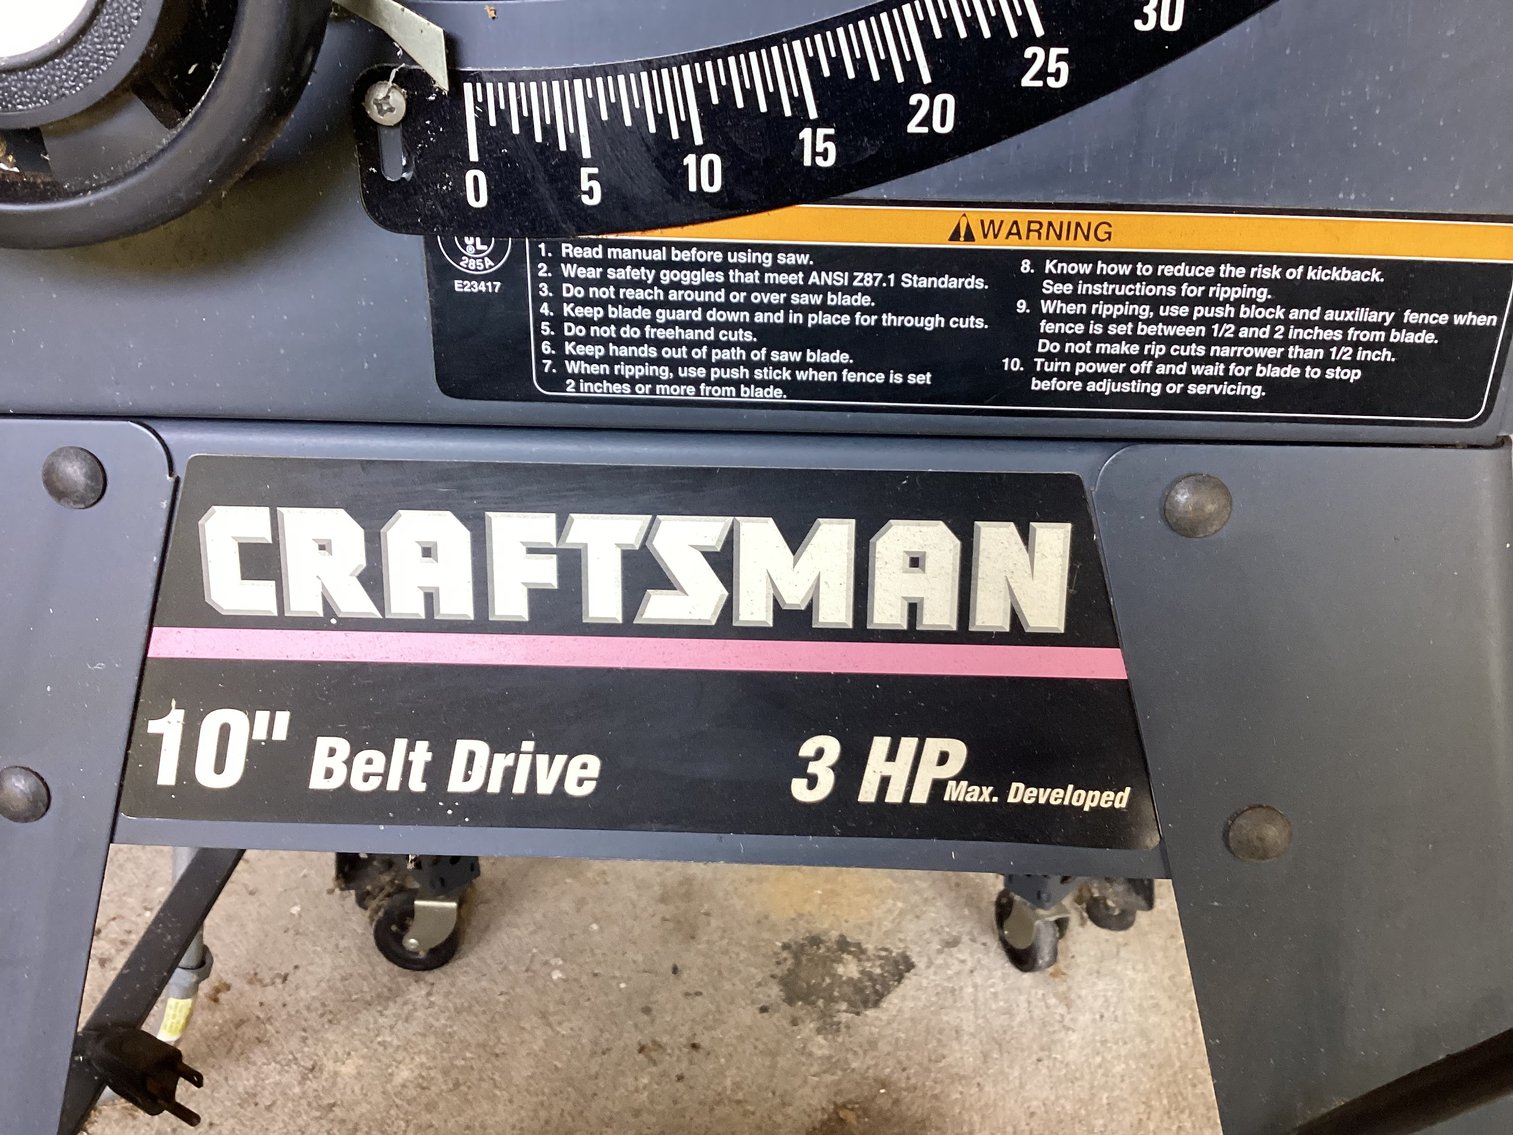 30
25
20
15
10
5
0
WARNING
UL
285A
E23417
1. Read manual before using saw.
2. Wear safety goggles that meet ANSI Z87.1 Standards.
3. Do not reach around or over saw blade.
4. Keep blade guard down and in place for through cuts.
5. Do not do freehand cuts.
6. Keep hands out of path of saw blade.
7. When ripping, use push stick when fence is set
2 inches or more from blade.
8. Know how to reduce the risk of kickback.
See instructions for ripping.
9. When ripping, use push block and auxiliary fence when
fence is set between 1/2 and 2 inches from blade.
Do not make rip cuts narrower than 1/2 inch.
10. Turn power off and wait for blade to stop
before adjusting or servicing.
CRAFTSMAN
10" Belt Drive
3 HP Max. Developed